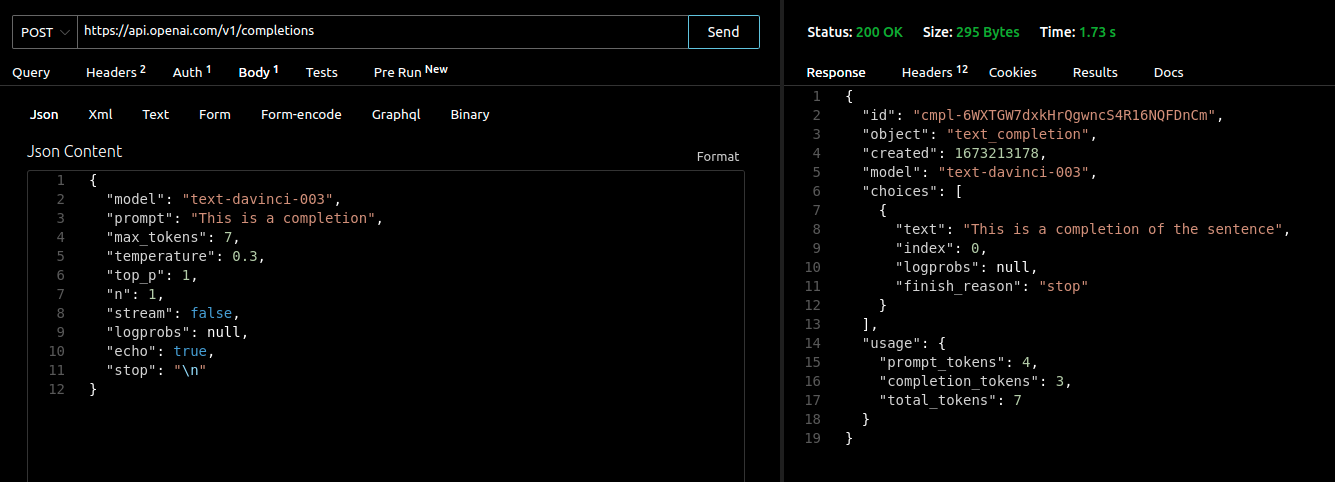 POST https://api.openai.com/v1/completions Send
Query Headers 2 Auth 1 Body 1 Tests Pre Run New
Json Xml Text Form Form-encode Graphql Binary
Json Content Format
1 {
2 "model": "text-davinci-003",
3 "prompt": "This is a completion",
4 "max_tokens": 7,
5 "temperature": 0.3,
6 "top_p": 1,
7 "n": 1,
8 "stream": false,
9 "logprobs": null,
10 "echo": true,
11 "stop": "\n"
12 }
Status: 200 OK Size: 295 Bytes Time: 1.73 s
Response Headers 12 Cookies Results Docs
1 {
2 "id": "cmpl-6WXTGW7dxkHrQgwncS4R16NQFDnCm",
3 "object": "text_completion",
4 "created": 1673213178,
5 "model": "text-davinci-003",
6 "choices": [
7 {
8 "text": "This is a completion of the sentence",
9 "index": 0,
10 "logprobs": null,
11 "finish_reason": "stop"
12 }
13 ],
14 "usage": {
15 "prompt_tokens": 4,
16 "completion_tokens": 3,
17 "total_tokens": 7
18 }
19 }